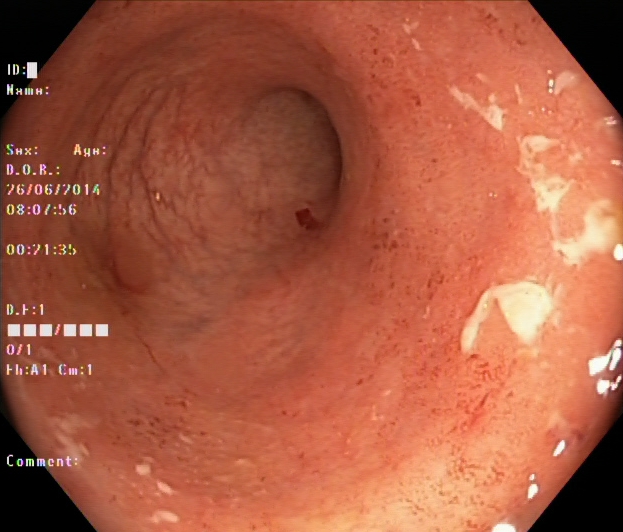 ID:
Name:
Sex: Age:
D.O.B.:
26/06/2014
08:07:56
00:21:35
D.F:1
■■■/■■■
0/1
Eh:A1 Cm:1
Comment: